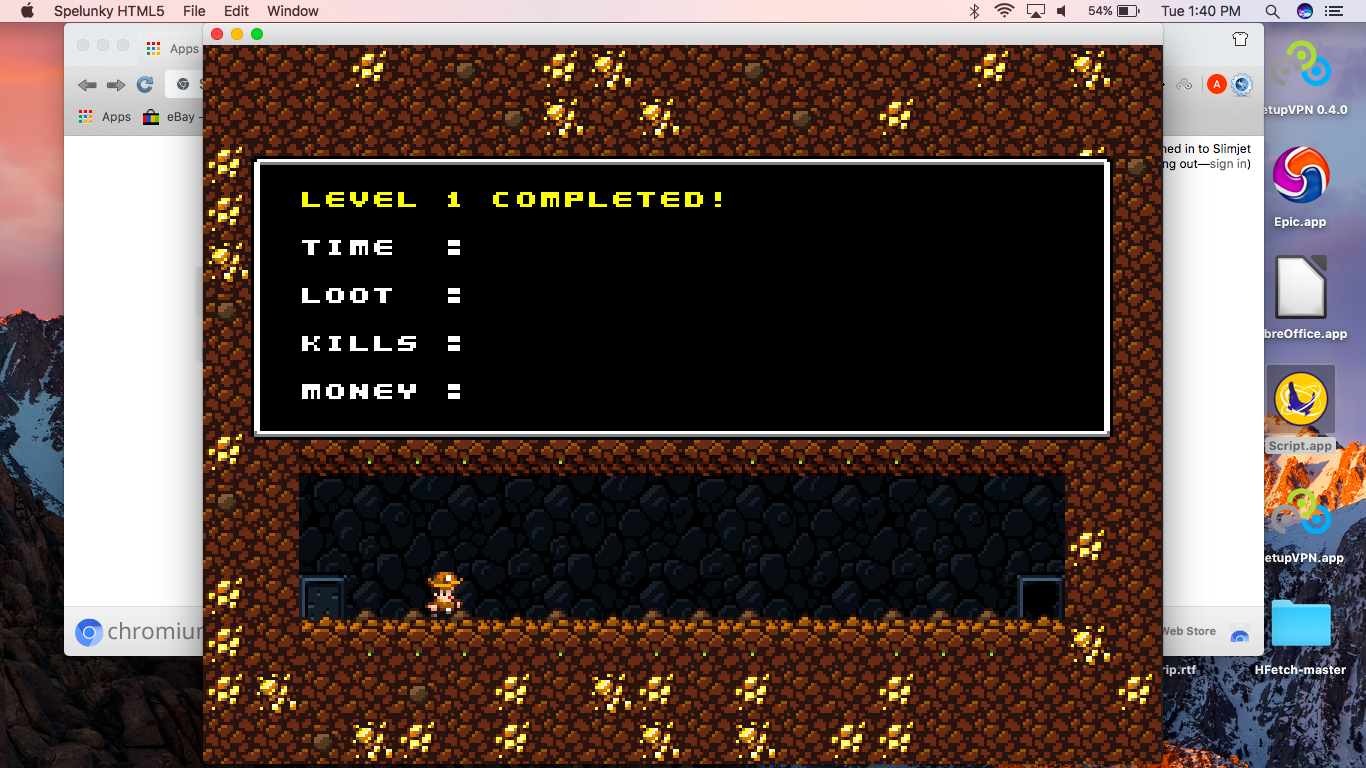 Spelunky HTML5 File Edit Window 54% Tue 1:40 PM
Apps
A
Apps eBay -
ned in to Slimjet
ng out—sign in)
LEVEL 1 COMPLETED!
TIME :
LOOT :
KILLS :
MONEY :
chromiun
Web Store
etupVPN 0.4.0
Epic.app
breOffice.app
Script.app
etupVPN.app
rip.rtf
HFetch-master